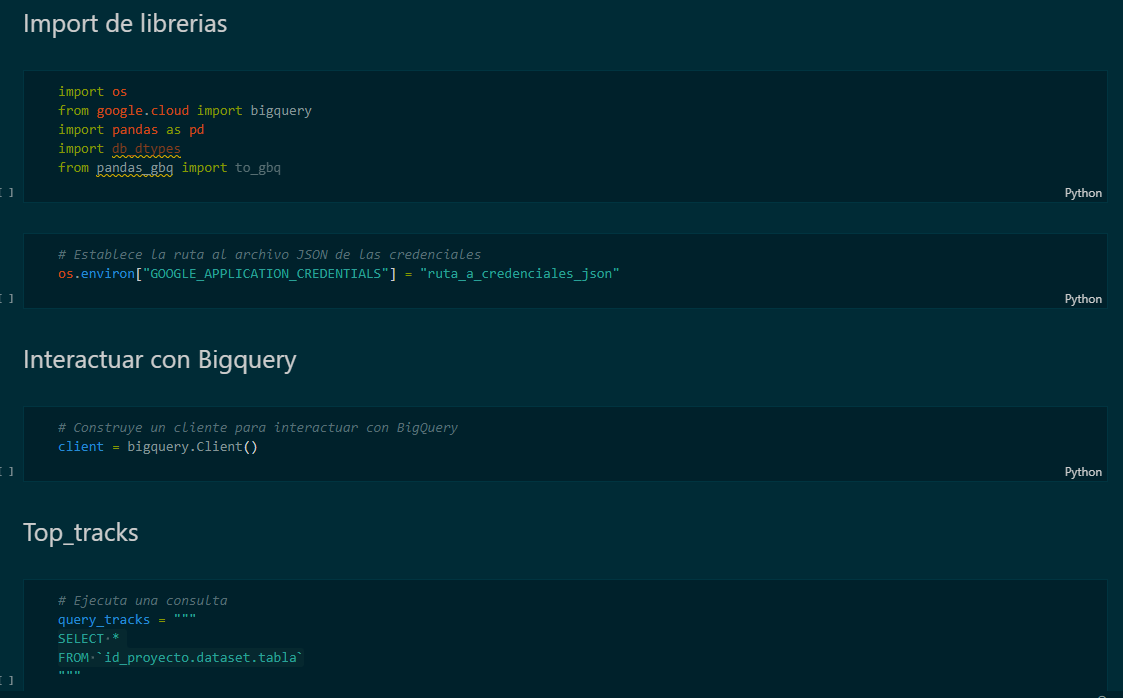 Import de librerias
import os
from google.cloud import bigquery
import pandas as pd
import db_dtypes
from pandas_gbq import to_gbq
[ ]
Python
# Establece la ruta al archivo JSON de las credenciales
os.environ["GOOGLE_APPLICATION_CREDENTIALS"] = "ruta_a_credenciales_json"
[ ]
Python
Interactuar con Bigquery
# Construye un cliente para interactuar con BigQuery
client = bigquery.Client()
[ ]
Python
Top_tracks
# Ejecuta una consulta
query_tracks = """
SELECT·*
FROM·`id_proyecto.dataset.tabla`
"""
[ ]